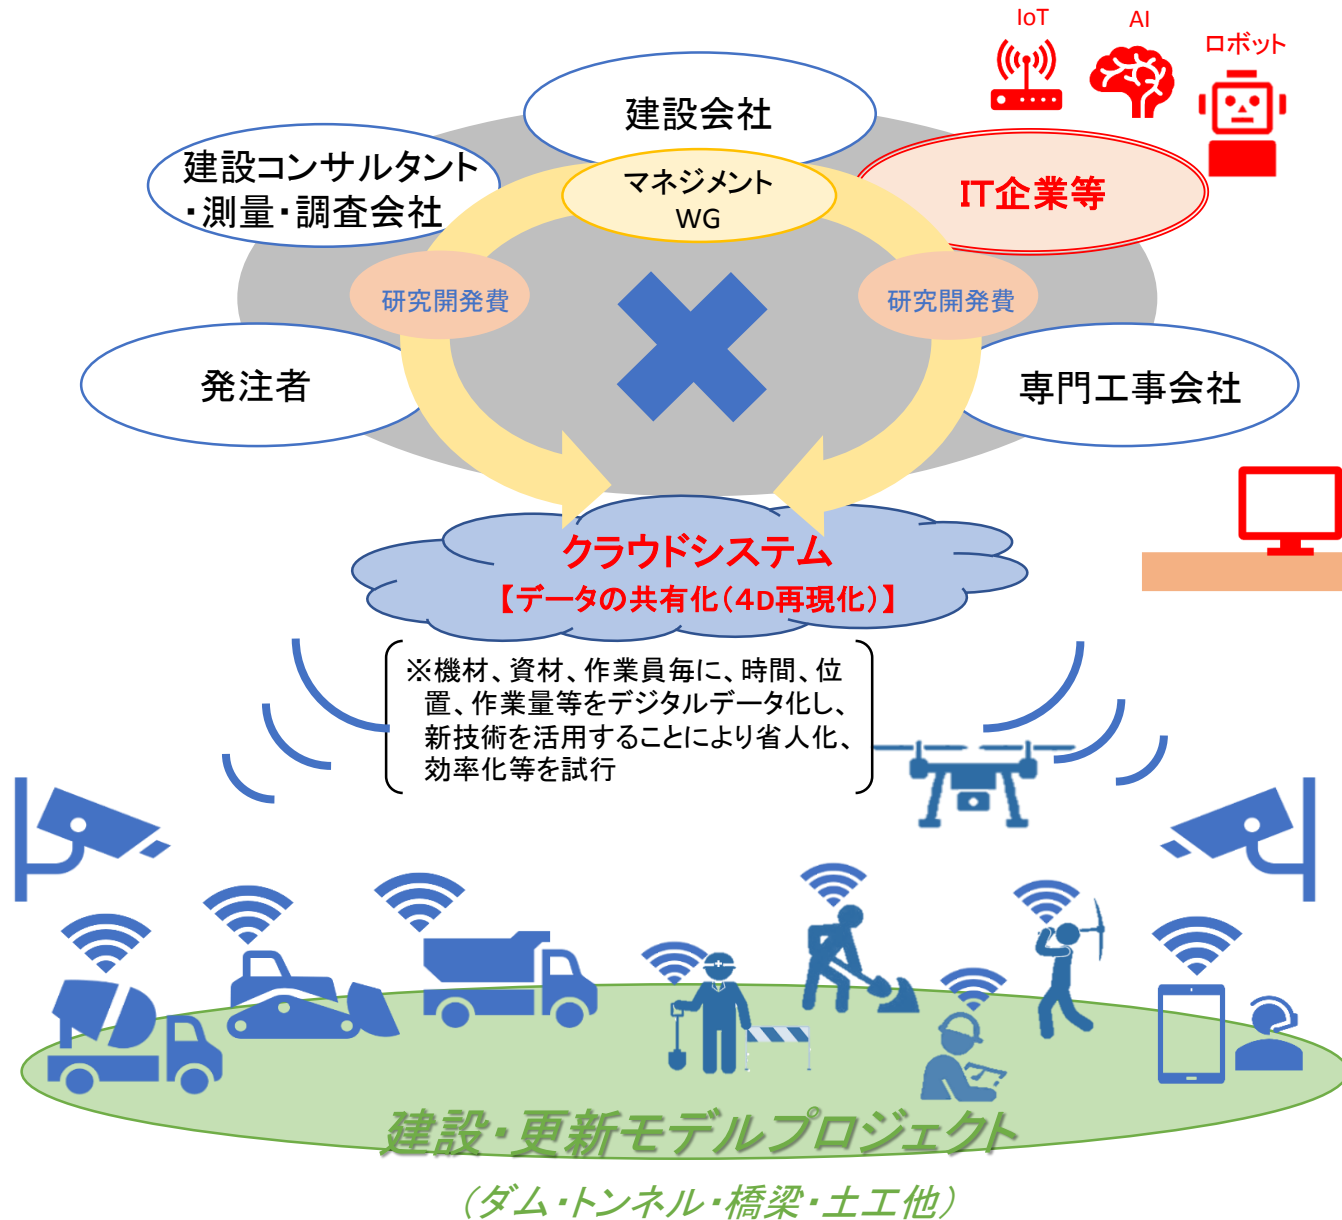 IoT
AI
ロボット
建設会社
建設コンサルタント
・測量・調査会社
マネジメント
WG
IT企業等
研究開発費
研究開発費
発注者
専門工事会社
クラウドシステム
【データの共有化（４D再現化）】
※機材、資材、作業員毎に、時間、位
置、作業量等をデジタルデータ化し、
新技術を活用することにより省人化、
効率化等を試行
建設・更新モデルプロジェクト
（ダム・トンネル・橋梁・土工他）